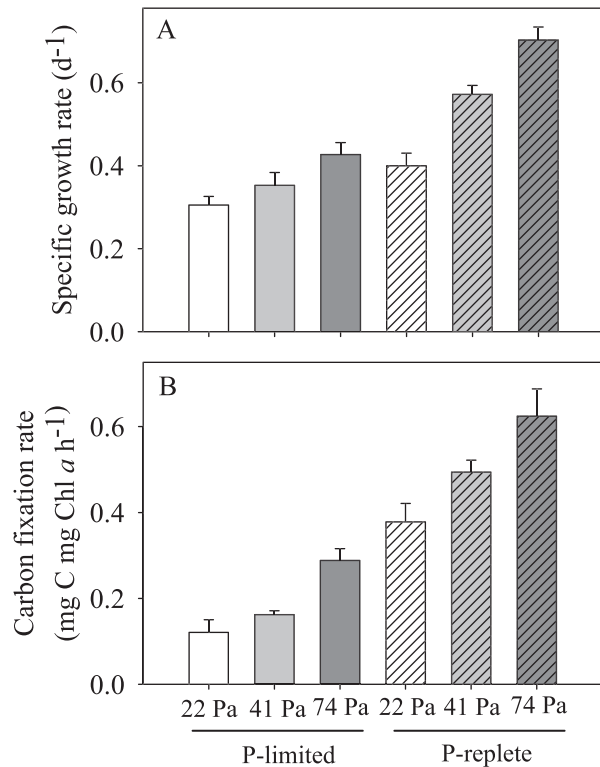 A
Specific growth rate (d-1)
0.6
0.4
0.2
0.0
B
Carbon fixation rate
(mg C mg Chl a h-1)
0.6
0.4
0.2
0.0
22 Pa 41 Pa 74 Pa 22 Pa 41 Pa 74 Pa
P-limited P-replete